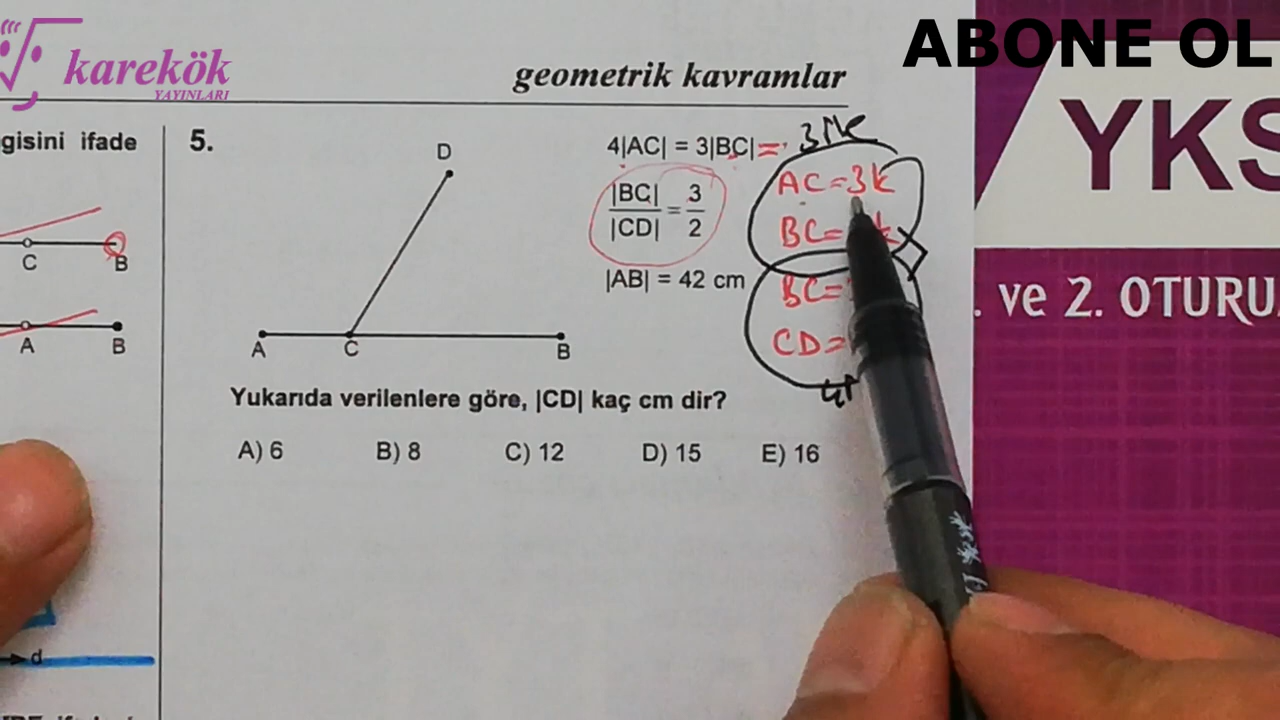 karekök
YAYINLARI
geometrik kavramlar
ABONE OL
YKS
. ve 2. OTURU
gisini ifade
C
B
A
B
d
5.
D
A
C
B
4|AC| = 3|BC| =
|BC|
|CD|
=
3
2
|AB| = 42 cm
AC=3k
BC=
BC=
CD=
Yukarıda verilenlere göre, |CD| kaç cm dir?
A) 6
B) 8
C) 12
D) 15
E) 16